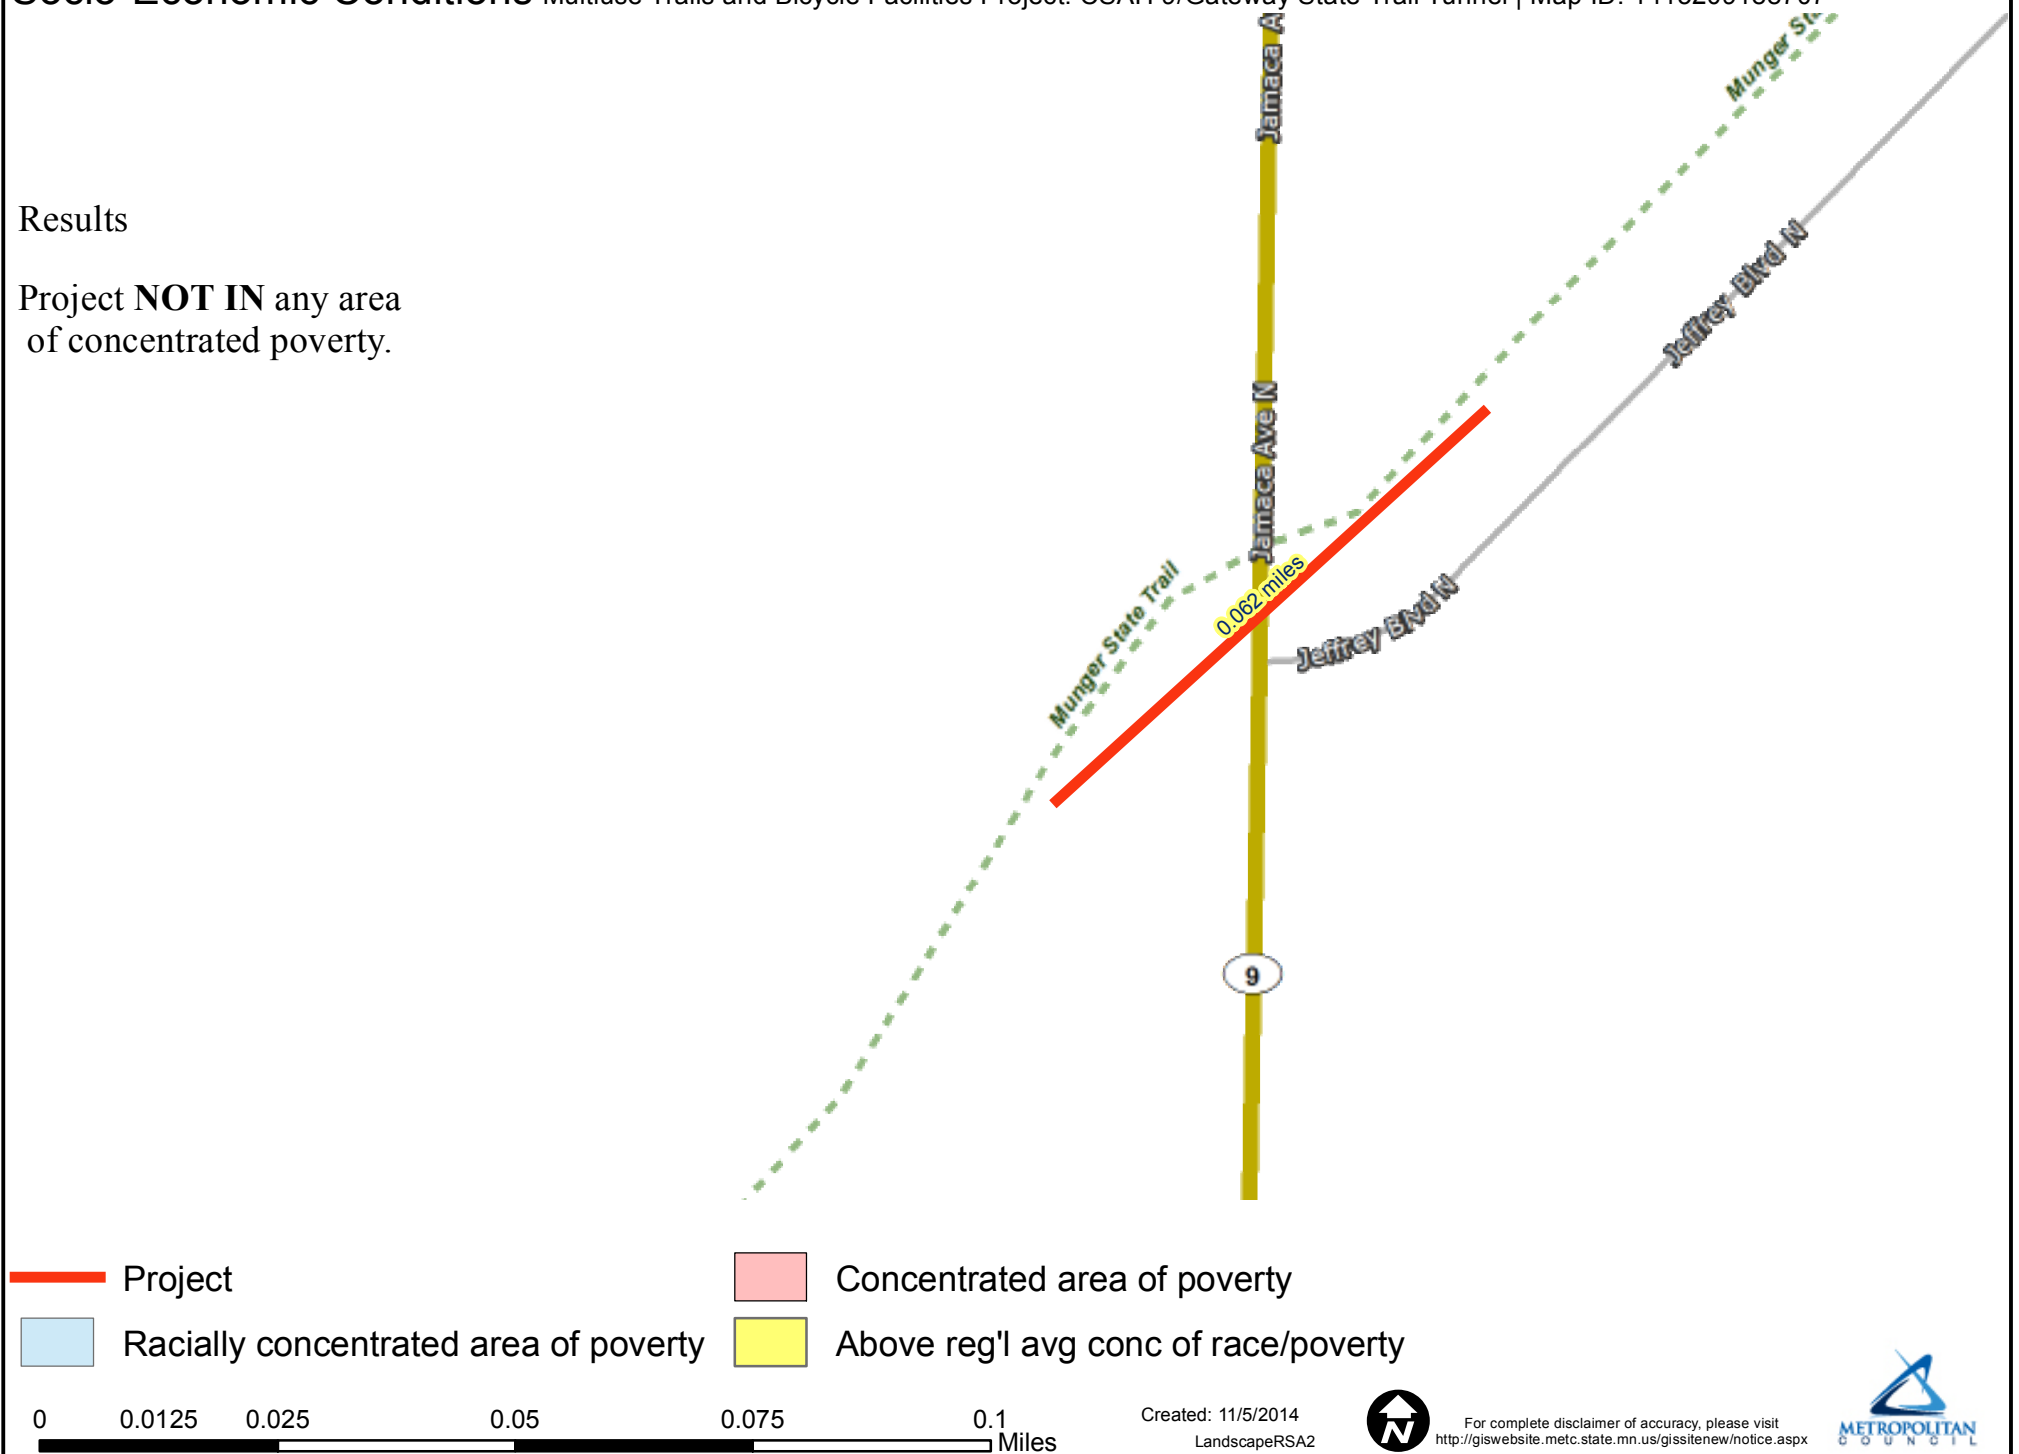 Jamaca A
Munger
Results
Project NOT IN any area
of concentrated poverty.
Jeffrey Blvd N
Jamaca Ave N
0.062 miles
Munger State Trail
Jeffrey Blvd N
9
Project
Concentrated area of poverty
Racially concentrated area of poverty
Above reg'l avg conc of race/poverty
0 0.0125 0.025 0.05 0.075 0.1
Miles
Created: 11/5/2014
LandscapeRSA2
N
For complete disclaimer of accuracy, please visit
http://giswebsite.metc.state.mn.us/gissitenew/notice.aspx
METROPOLITAN
COUNCIL